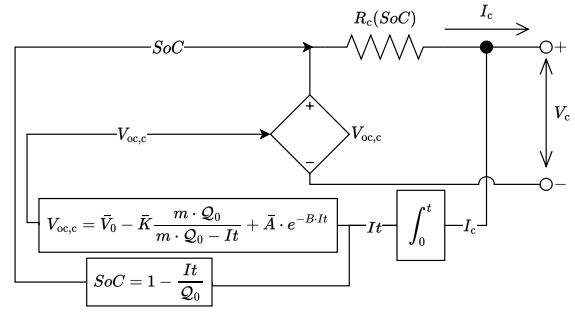 I_c
R_c(SoC)
SoC
+
+
V_oc,c
V_oc,c
V_c
−
−
V_oc,c = V̄_0 − K̄ (m · 𝒬_0)/(m · 𝒬_0 − It) + Ā · e^(−B·It)
It
∫_0^t
I_c
SoC = 1 − It/𝒬_0